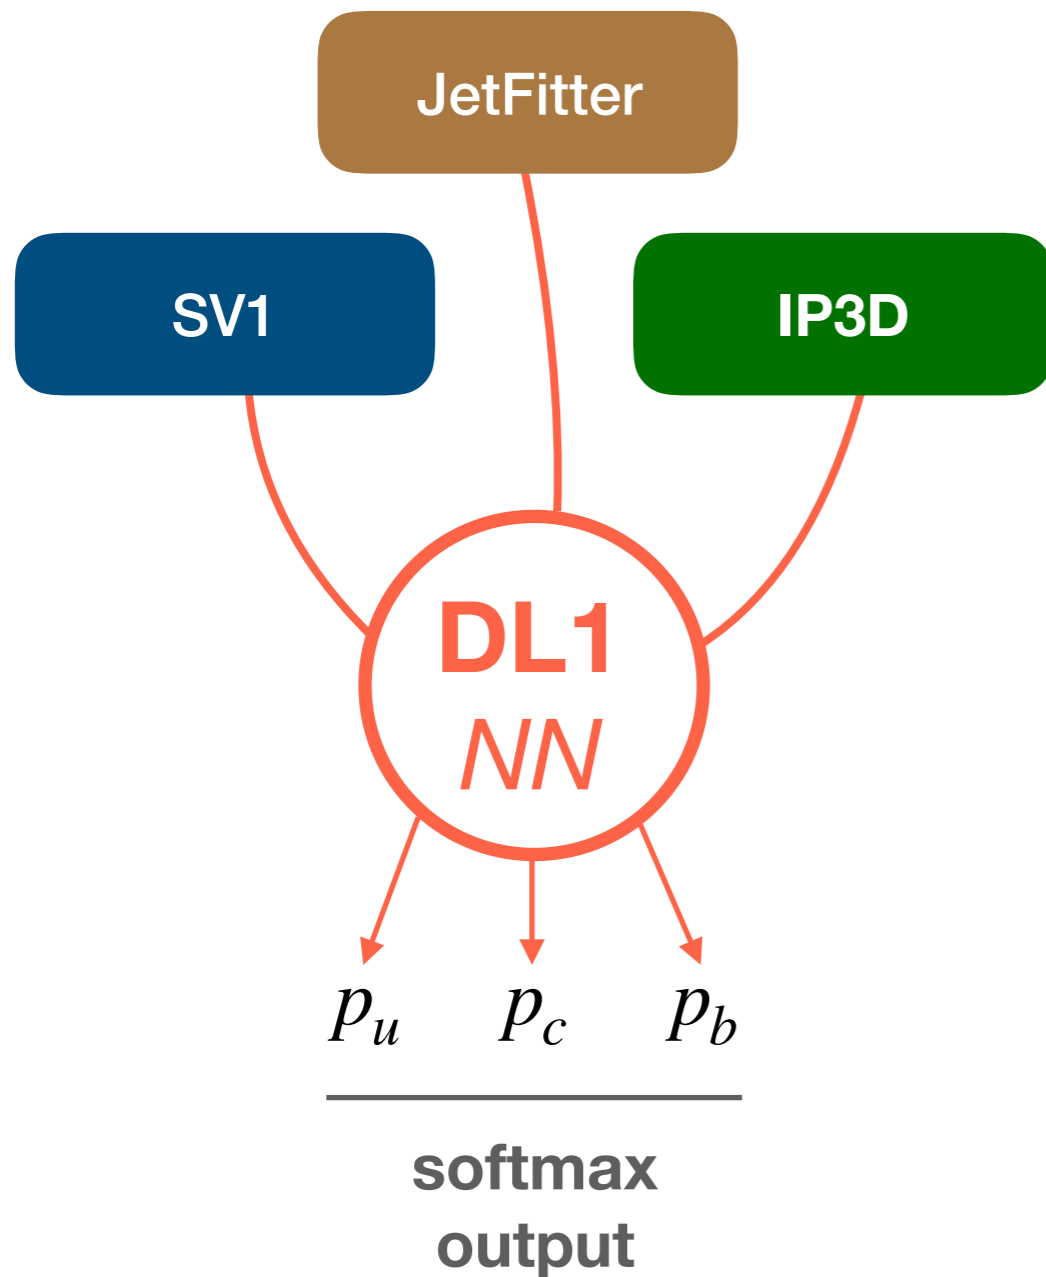 JetFitter
SV1
IP3D
DL1
NN
p_u p_c p_b
softmax
output